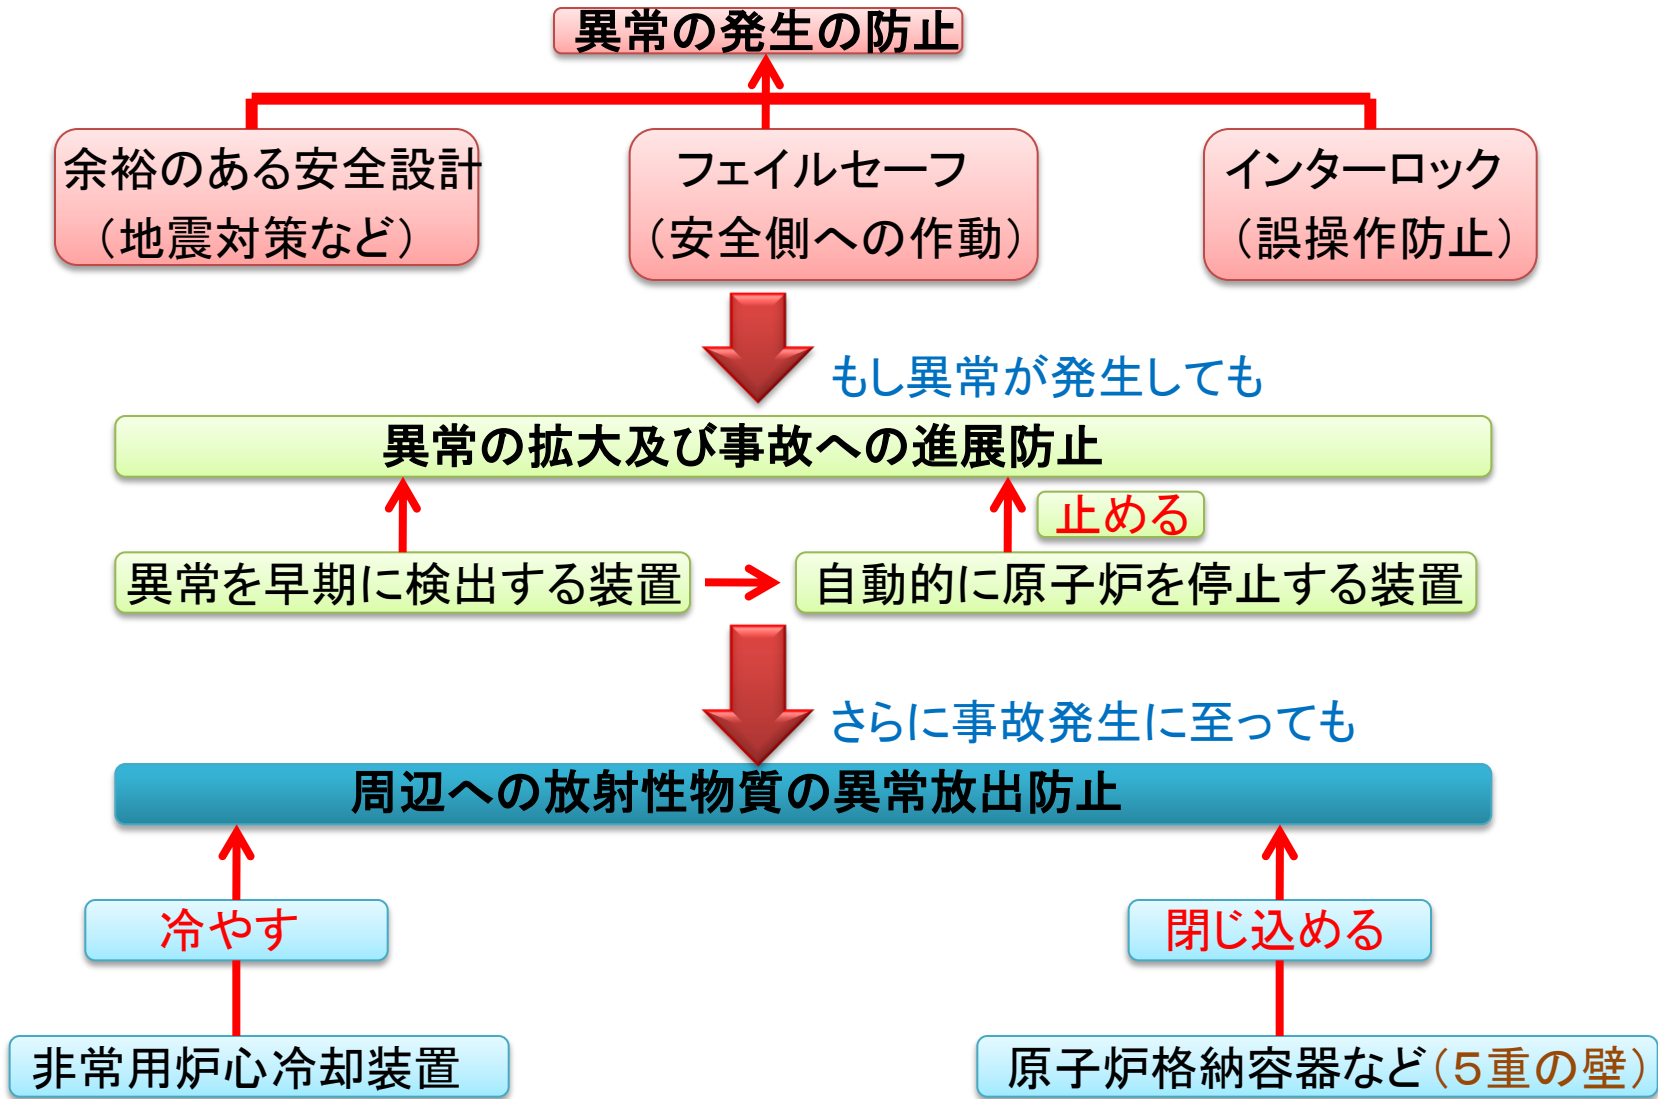 異常の発生の防止
余裕のある安全設計
（地震対策など）
フェイルセーフ
（安全側への作動）
インターロック
（誤操作防止）
もし異常が発生しても
異常の拡大及び事故への進展防止
止める
異常を早期に検出する装置
自動的に原子炉を停止する装置
さらに事故発生に至っても
周辺への放射性物質の異常放出防止
冷やす
閉じ込める
非常用炉心冷却装置
原子炉格納容器など（５重の壁）